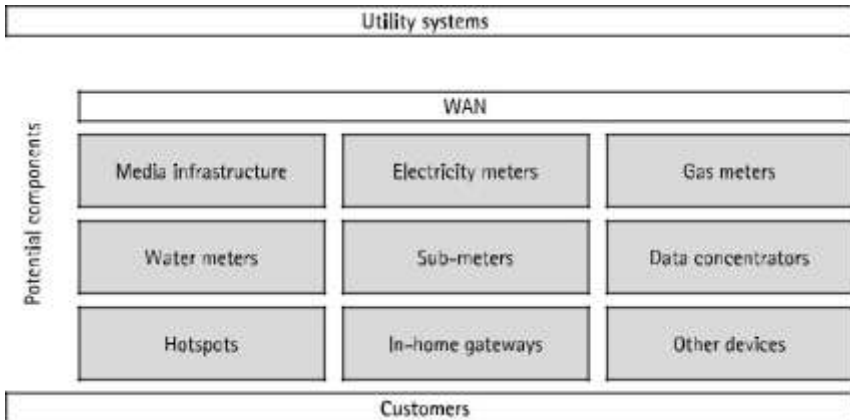 Utility systems
Potential components
WAN
Media infrastructure
Electricity meters
Gas meters
Water meters
Sub-meters
Data concentrators
Hotspots
In-home gateways
Other devices
Customers